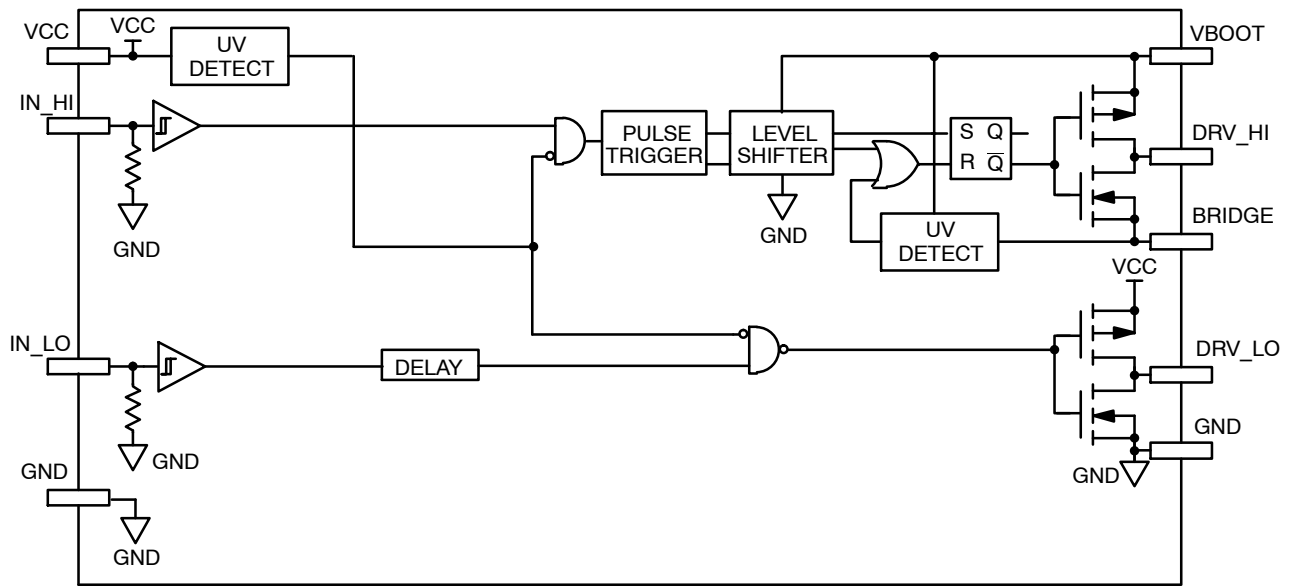 VCC
VCC
UV
DETECT
VBOOT
IN_HI
PULSE
TRIGGER
LEVEL
SHIFTER
S Q
R Q̅
DRV_HI
GND
GND
UV
DETECT
BRIDGE
VCC
IN_LO
DELAY
DRV_LO
GND
GND
GND
GND
GND